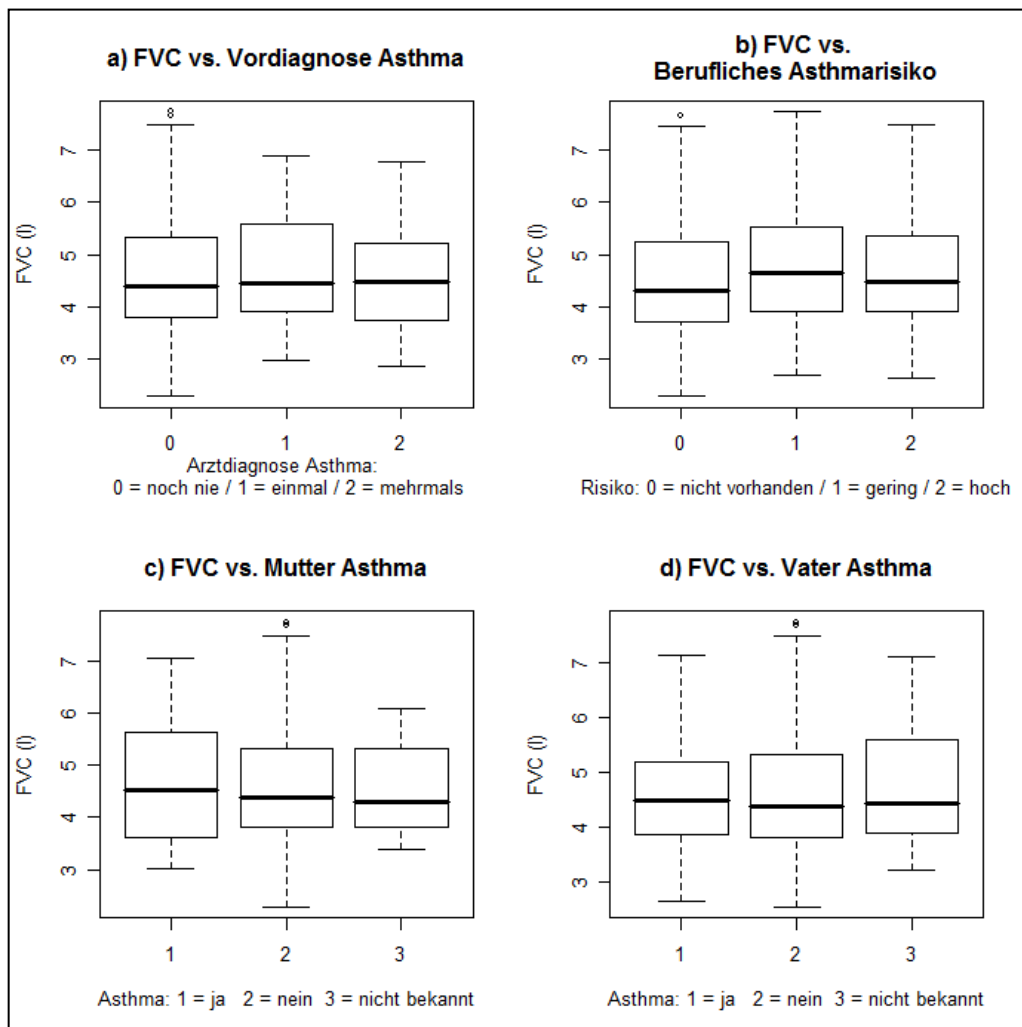 a) FVC vs. Vordiagnose Asthma
FVC (l)
7
6
5
4
3
0 1 2
Arztdiagnose Asthma:
0 = noch nie / 1 = einmal / 2 = mehrmals
b) FVC vs.
Berufliches Asthmarisiko
FVC (l)
7
6
5
4
3
0 1 2
Risiko: 0 = nicht vorhanden / 1 = gering / 2 = hoch
c) FVC vs. Mutter Asthma
FVC (l)
7
6
5
4
3
1 2 3
Asthma: 1 = ja 2 = nein 3 = nicht bekannt
d) FVC vs. Vater Asthma
FVC (l)
7
6
5
4
3
1 2 3
Asthma: 1 = ja 2 = nein 3 = nicht bekannt